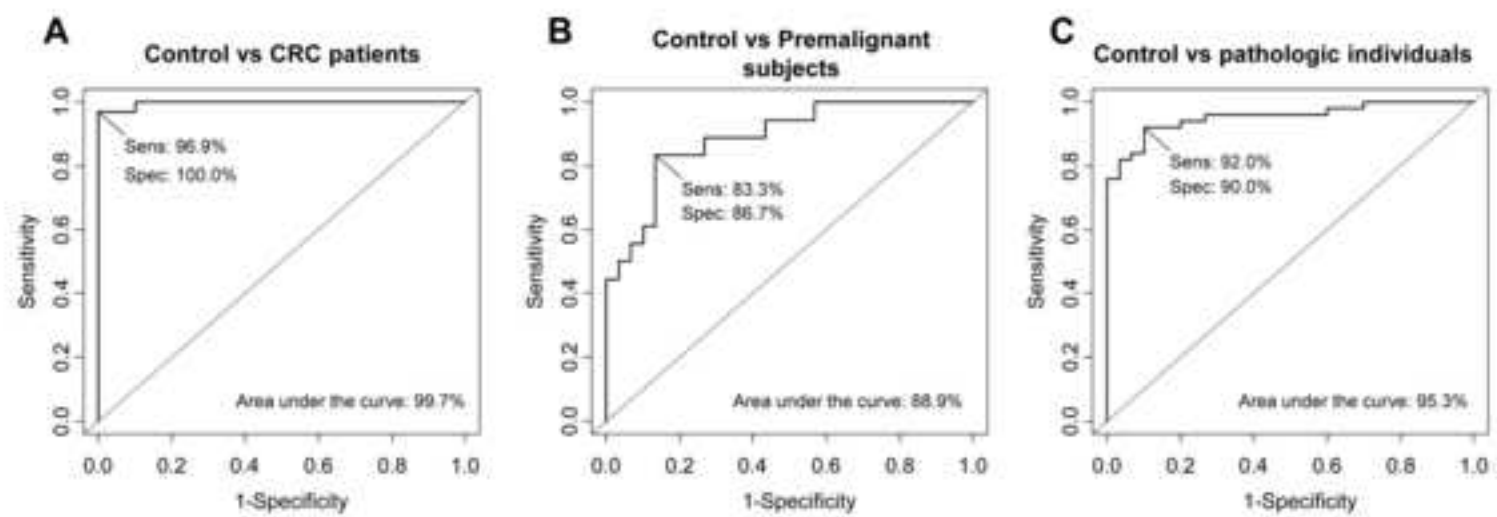 A
Control vs CRC patients
Sensitivity
1.0
0.8
0.6
0.4
0.2
0.0
Sens: 96.9%
Spec: 100.0%
Area under the curve: 99.7%
0.0 0.2 0.4 0.6 0.8 1.0
1-Specificity
B
Control vs Premalignant
subjects
Sensitivity
1.0
0.8
0.6
0.4
0.2
0.0
Sens: 83.3%
Spec: 86.7%
Area under the curve: 88.9%
0.0 0.2 0.4 0.6 0.8 1.0
1-Specificity
C
Control vs pathologic individuals
Sensitivity
1.0
0.8
0.6
0.4
0.2
0.0
Sens: 92.0%
Spec: 90.0%
Area under the curve: 95.3%
0.0 0.2 0.4 0.6 0.8 1.0
1-Specificity